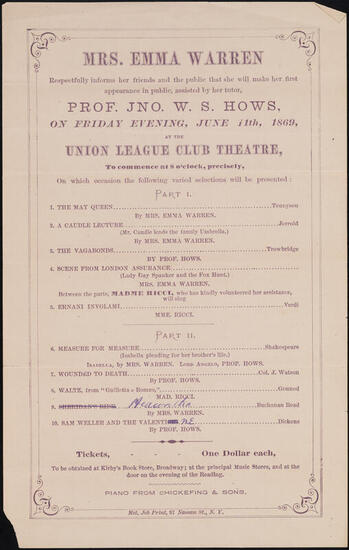 MRS. EMMA WARREN
Respectfully informs her friends and the public that she will make her first
appearance in public, assisted by her tutor,
PROF. JNO. W. S. HOWS,
ON FRIDAY EVENING, JUNE 11th, 1869,
AT THE
UNION LEAGUE CLUB THEATRE,
To commence at 8 o'clock, precisely,
On which occasion the following varied selections will be presented:
PART I.
1. THE MAY QUEEN Tennyson
BY MRS. EMMA WARREN.
2. A CAUDLE LECTURE Jerrold
(Mr. Caudle lends the family Umbrella.)
BY MRS. EMMA WARREN.
3. THE VAGABONDS Trowbridge
BY PROF. HOWS.
4. SCENE FROM LONDON ASSURANCE.
(Lady Gay Spanker and the Fox Hunt.)
MRS. EMMA WARREN.
Between the parts, MADME RICCI, who has kindly volunteered her assistance,
will sing
5. ERNANI INVOLAMI Verdi
MME. RICCI.
PART II.
6. MEASURE FOR MEASURE Shakespeare
(Isabella pleading for her brother's life.)
ISABELLA, by MRS. WARREN. LORD ANGELO, PROF. HOWS.
7. WOUNDED TO DEATH Col. J. Watson
BY PROF. HOWS.
8. WALTZ, from "Guilietta e Romeo," Gounod
MAD. RICCI.
9. SHERIDAN'S RIDE Buchanan Read
BY MRS. WARREN.
10. SAM WELLER AND THE VALENTINE Dickens
BY PROF. HOWS.
Tickets, - - One Dollar each,
To be obtained at Kirby's Book Store, Broadway; at the principal Music Stores, and at the
door on the evening of the Reading.
PIANO FROM CHICKERING & SONS.
Met. Job Print, 97 Nassau St., N. Y.